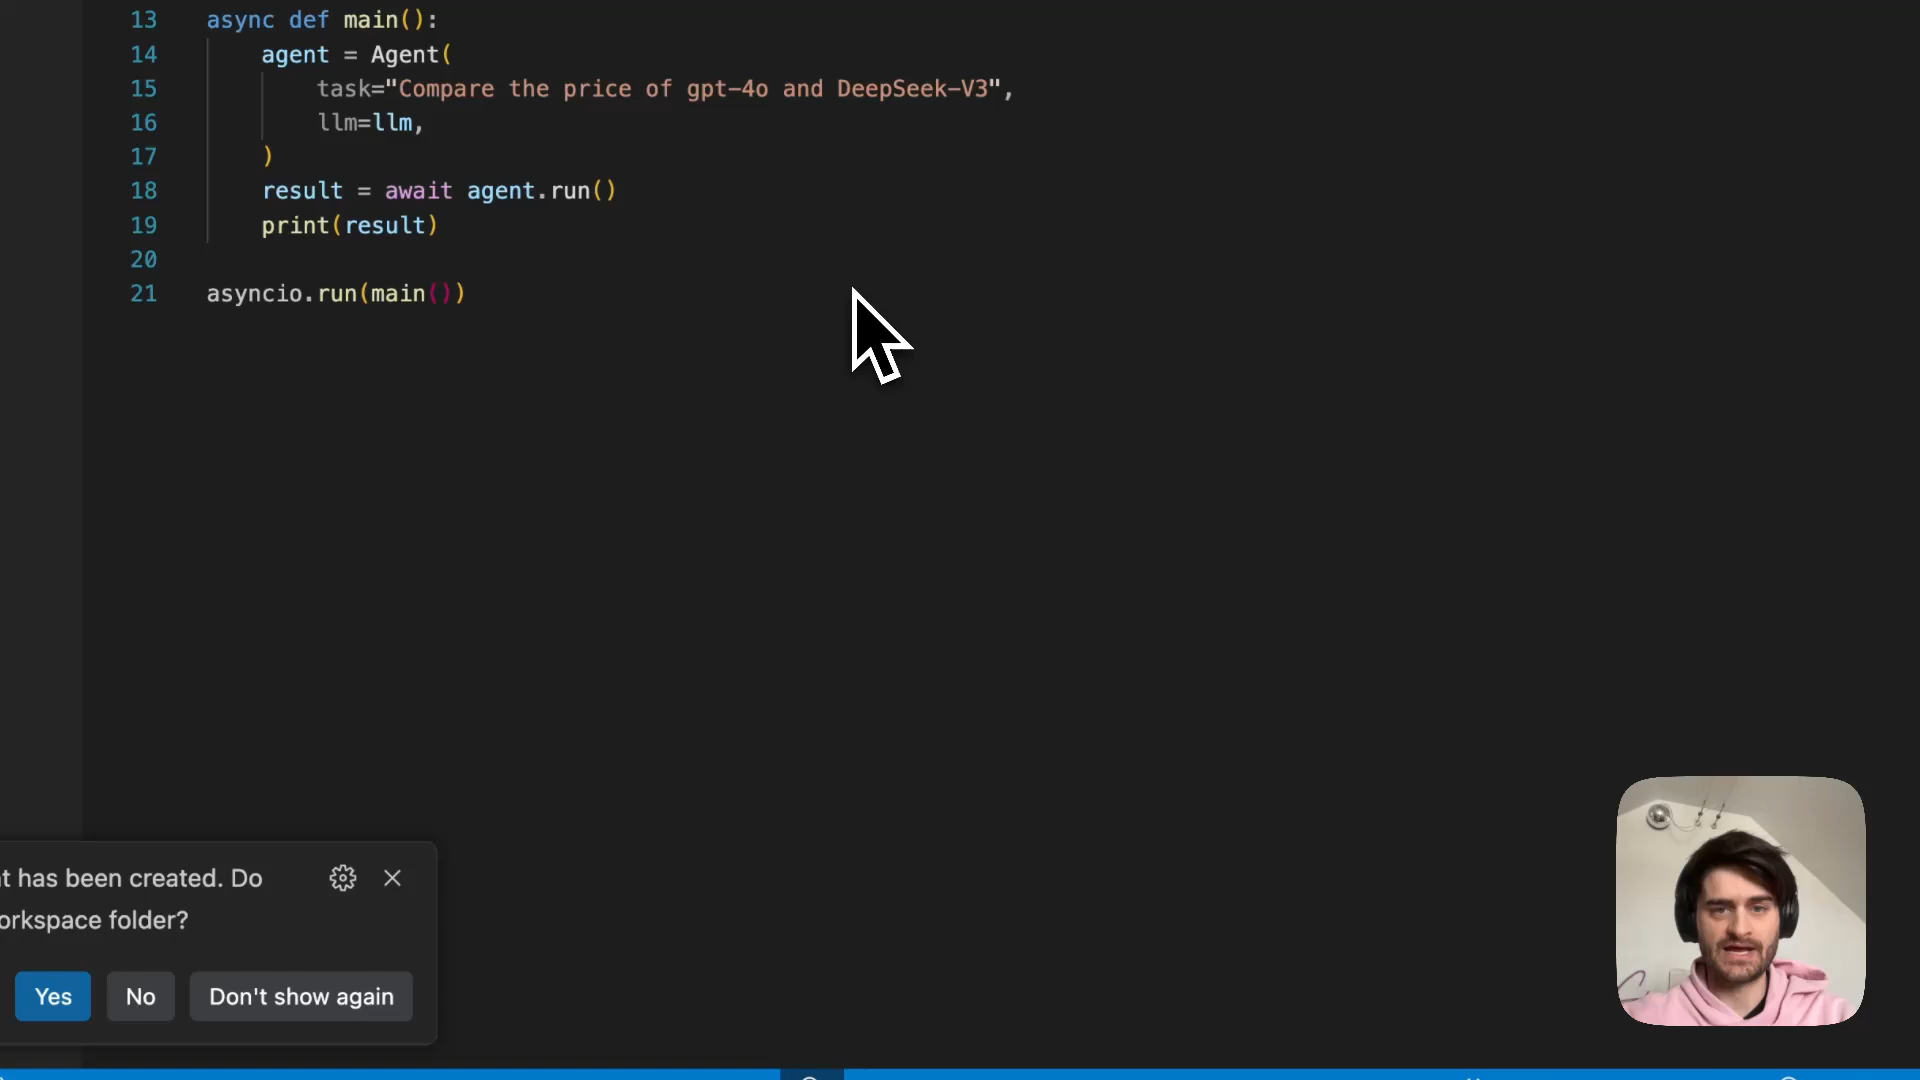 13 async def main():
14 agent = Agent(
15 task="Compare the price of gpt-4o and DeepSeek-V3",
16 llm=llm,
17 )
18 result = await agent.run()
19 print(result)
20
21 asyncio.run(main())
has been created. Do
folder?
Yes No Don't show again